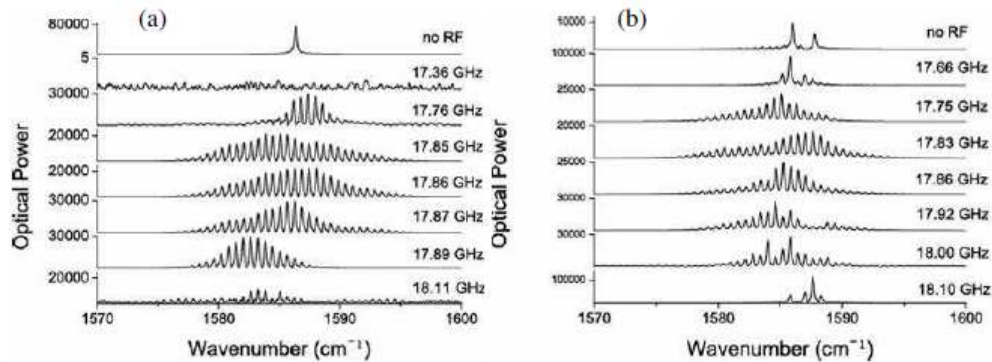 (a)
80000
no RF
5
17.36 GHz
30000
17.76 GHz
20000
17.85 GHz
20000
17.86 GHz
30000
17.87 GHz
30000
17.89 GHz
20000
18.11 GHz
1570 1580 1590 1600
Wavenumber (cm⁻¹)
Optical Power
(b)
10000
no RF
100000
17.66 GHz
25000
17.75 GHz
20000
17.83 GHz
25000
17.86 GHz
30000
17.92 GHz
50000
18.00 GHz
100000
18.10 GHz
1570 1580 1590 1600
Wavenumber (cm⁻¹)
Optical Power